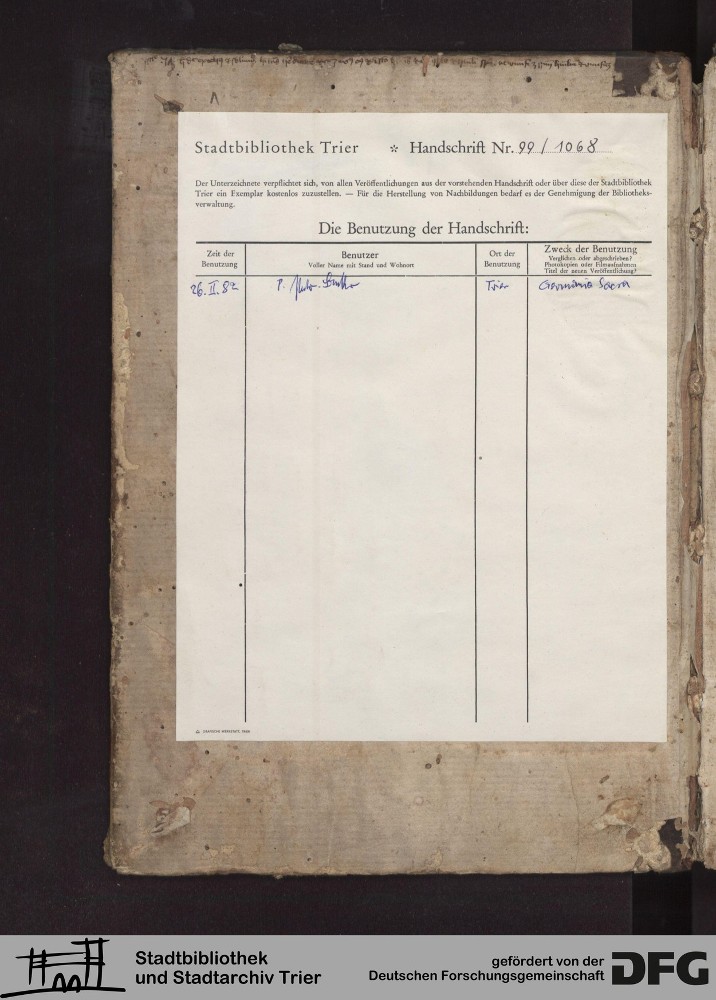 Stadtbibliothek Trier * Handschrift Nr. 99 / 1068
Der Unterzeichnete verpflichtet sich, von allen Veröffentlichungen aus der vorstehenden Handschrift oder über diese der Stadtbibliothek
Trier ein Exemplar kostenlos zuzustellen. — Für die Herstellung von Nachbildungen bedarf es der Genehmigung der Bibliotheks-
verwaltung.
Die Benutzung der Handschrift:
Zeit der
Benutzung
Benutzer
Voller Name mit Stand und Wohnort
Ort der
Benutzung
Zweck der Benutzung
Verglichen oder abgeschrieben?
Photokopien oder Filmaufnahmen
Titel der neuen Veröffentlichung?
26. II. 82
P.
Trier
Germania Sacra
Stadtbibliothek
und Stadtarchiv Trier
gefördert von der
Deutschen Forschungsgemeinschaft
DFG